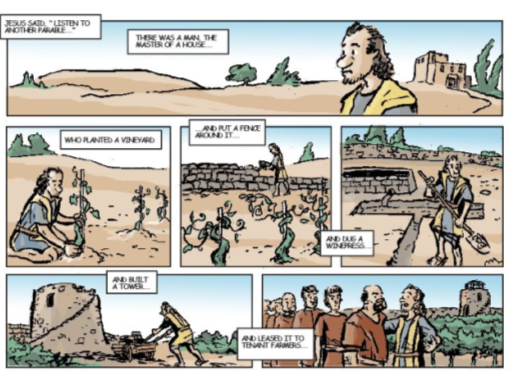 JESUS SAID, "LISTEN TO
ANOTHER PARABLE..."
THERE WAS A MAN, THE
MASTER OF A HOUSE...
WHO PLANTED A VINEYARD
...AND PUT A FENCE
AROUND IT...
AND DUG A
WINEPRESS...
AND BUILT
A TOWER...
AND LEASED IT TO
TENANT FARMERS...